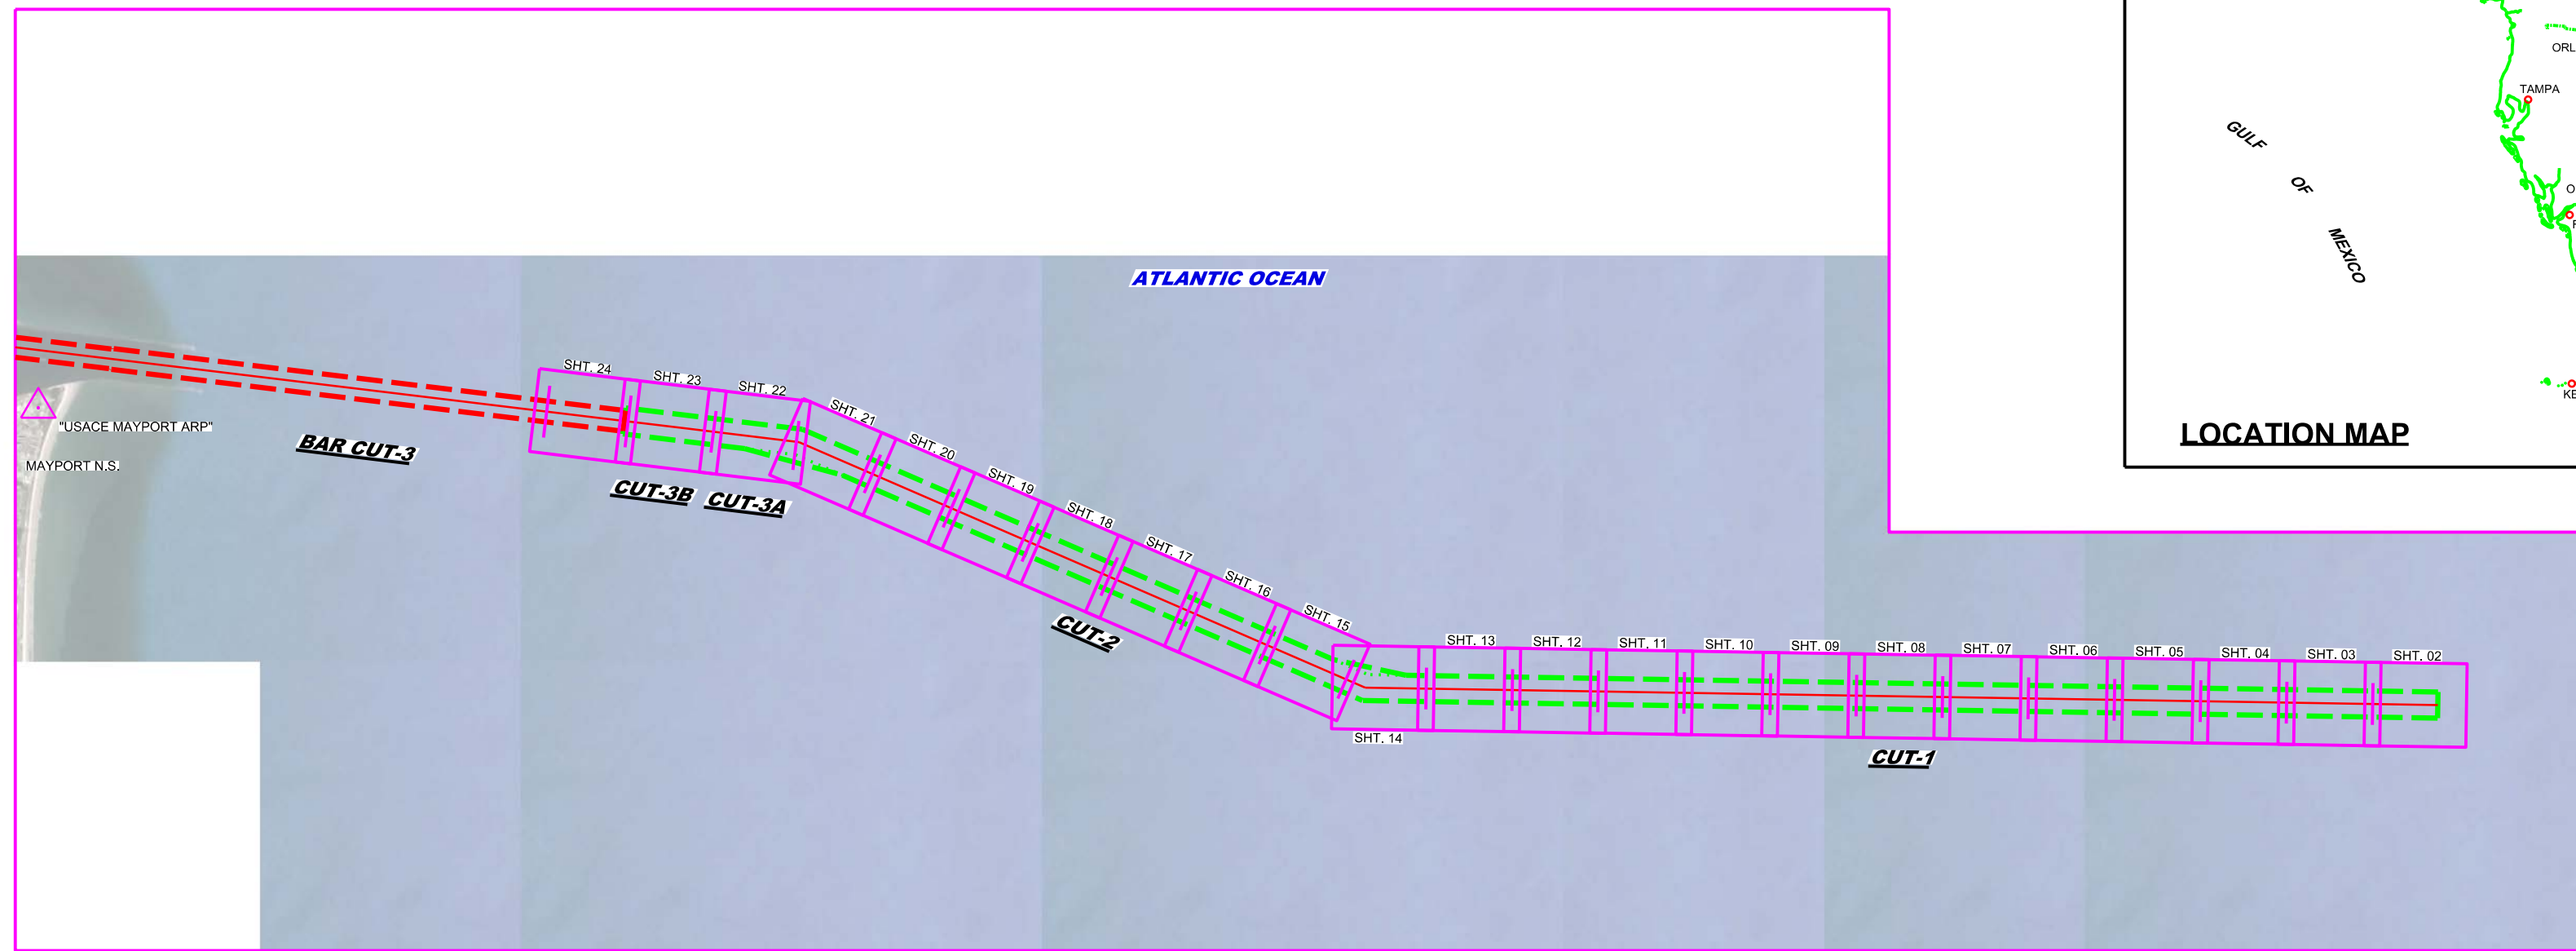 TAMPA
GULF
OF
MEXICO
LOCATION MAP
ATLANTIC OCEAN
"USACE MAYPORT ARP"
MAYPORT N.S.
BAR CUT-3
SHT. 24
SHT. 23
SHT. 22
SHT. 21
SHT. 20
SHT. 19
SHT. 18
SHT. 17
SHT. 16
SHT. 15
CUT-3B
CUT-3A
CUT-2
SHT. 14
SHT. 13
SHT. 12
SHT. 11
SHT. 10
SHT. 09
SHT. 08
SHT. 07
SHT. 06
SHT. 05
SHT. 04
SHT. 03
SHT. 02
CUT-1